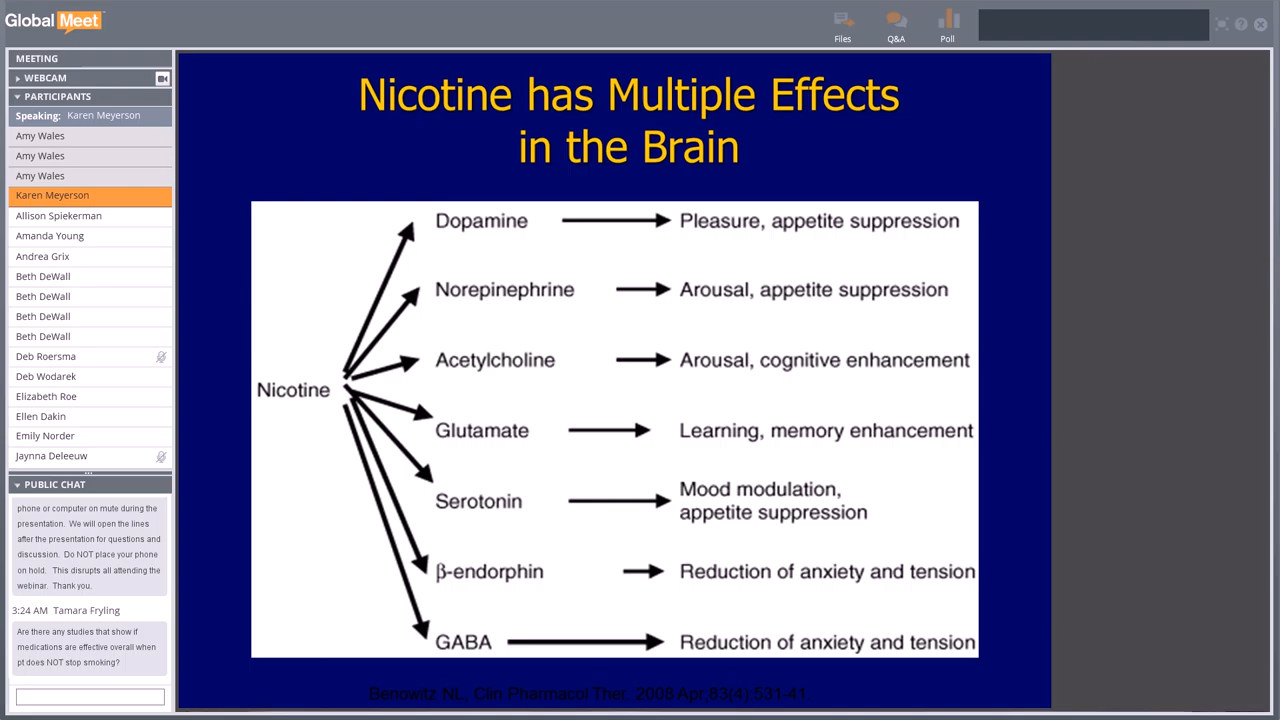 Global Meet
Files
Q&A
Poll
MEETING
WEBCAM
PARTICIPANTS
Speaking: Karen Meyerson
Amy Wales
Amy Wales
Amy Wales
Karen Meyerson
Allison Spiekerman
Amanda Young
Andrea Grix
Beth DeWall
Beth DeWall
Beth DeWall
Beth DeWall
Deb Roersma
Deb Wodarek
Elizabeth Roe
Ellen Dakin
Emily Norder
Jaynna Deleeuw
PUBLIC CHAT
phone or computer on mute during the
presentation. We will open the lines
after the presentation for questions and
discussion. Do NOT place your phone
on hold. This disrupts all attending the
webinar. Thank you.
3:24 AM Tamara Fryling
Are there any studies that show if
medications are effective overall when
pt does NOT stop smoking?
Nicotine has Multiple Effects
in the Brain
Nicotine
Dopamine
Pleasure, appetite suppression
Norepinephrine
Arousal, appetite suppression
Acetylcholine
Arousal, cognitive enhancement
Glutamate
Learning, memory enhancement
Serotonin
Mood modulation,
appetite suppression
β-endorphin
Reduction of anxiety and tension
GABA
Reduction of anxiety and tension
Benowitz NL, Clin Pharmacol Ther. 2008 Apr;83(4):531-41